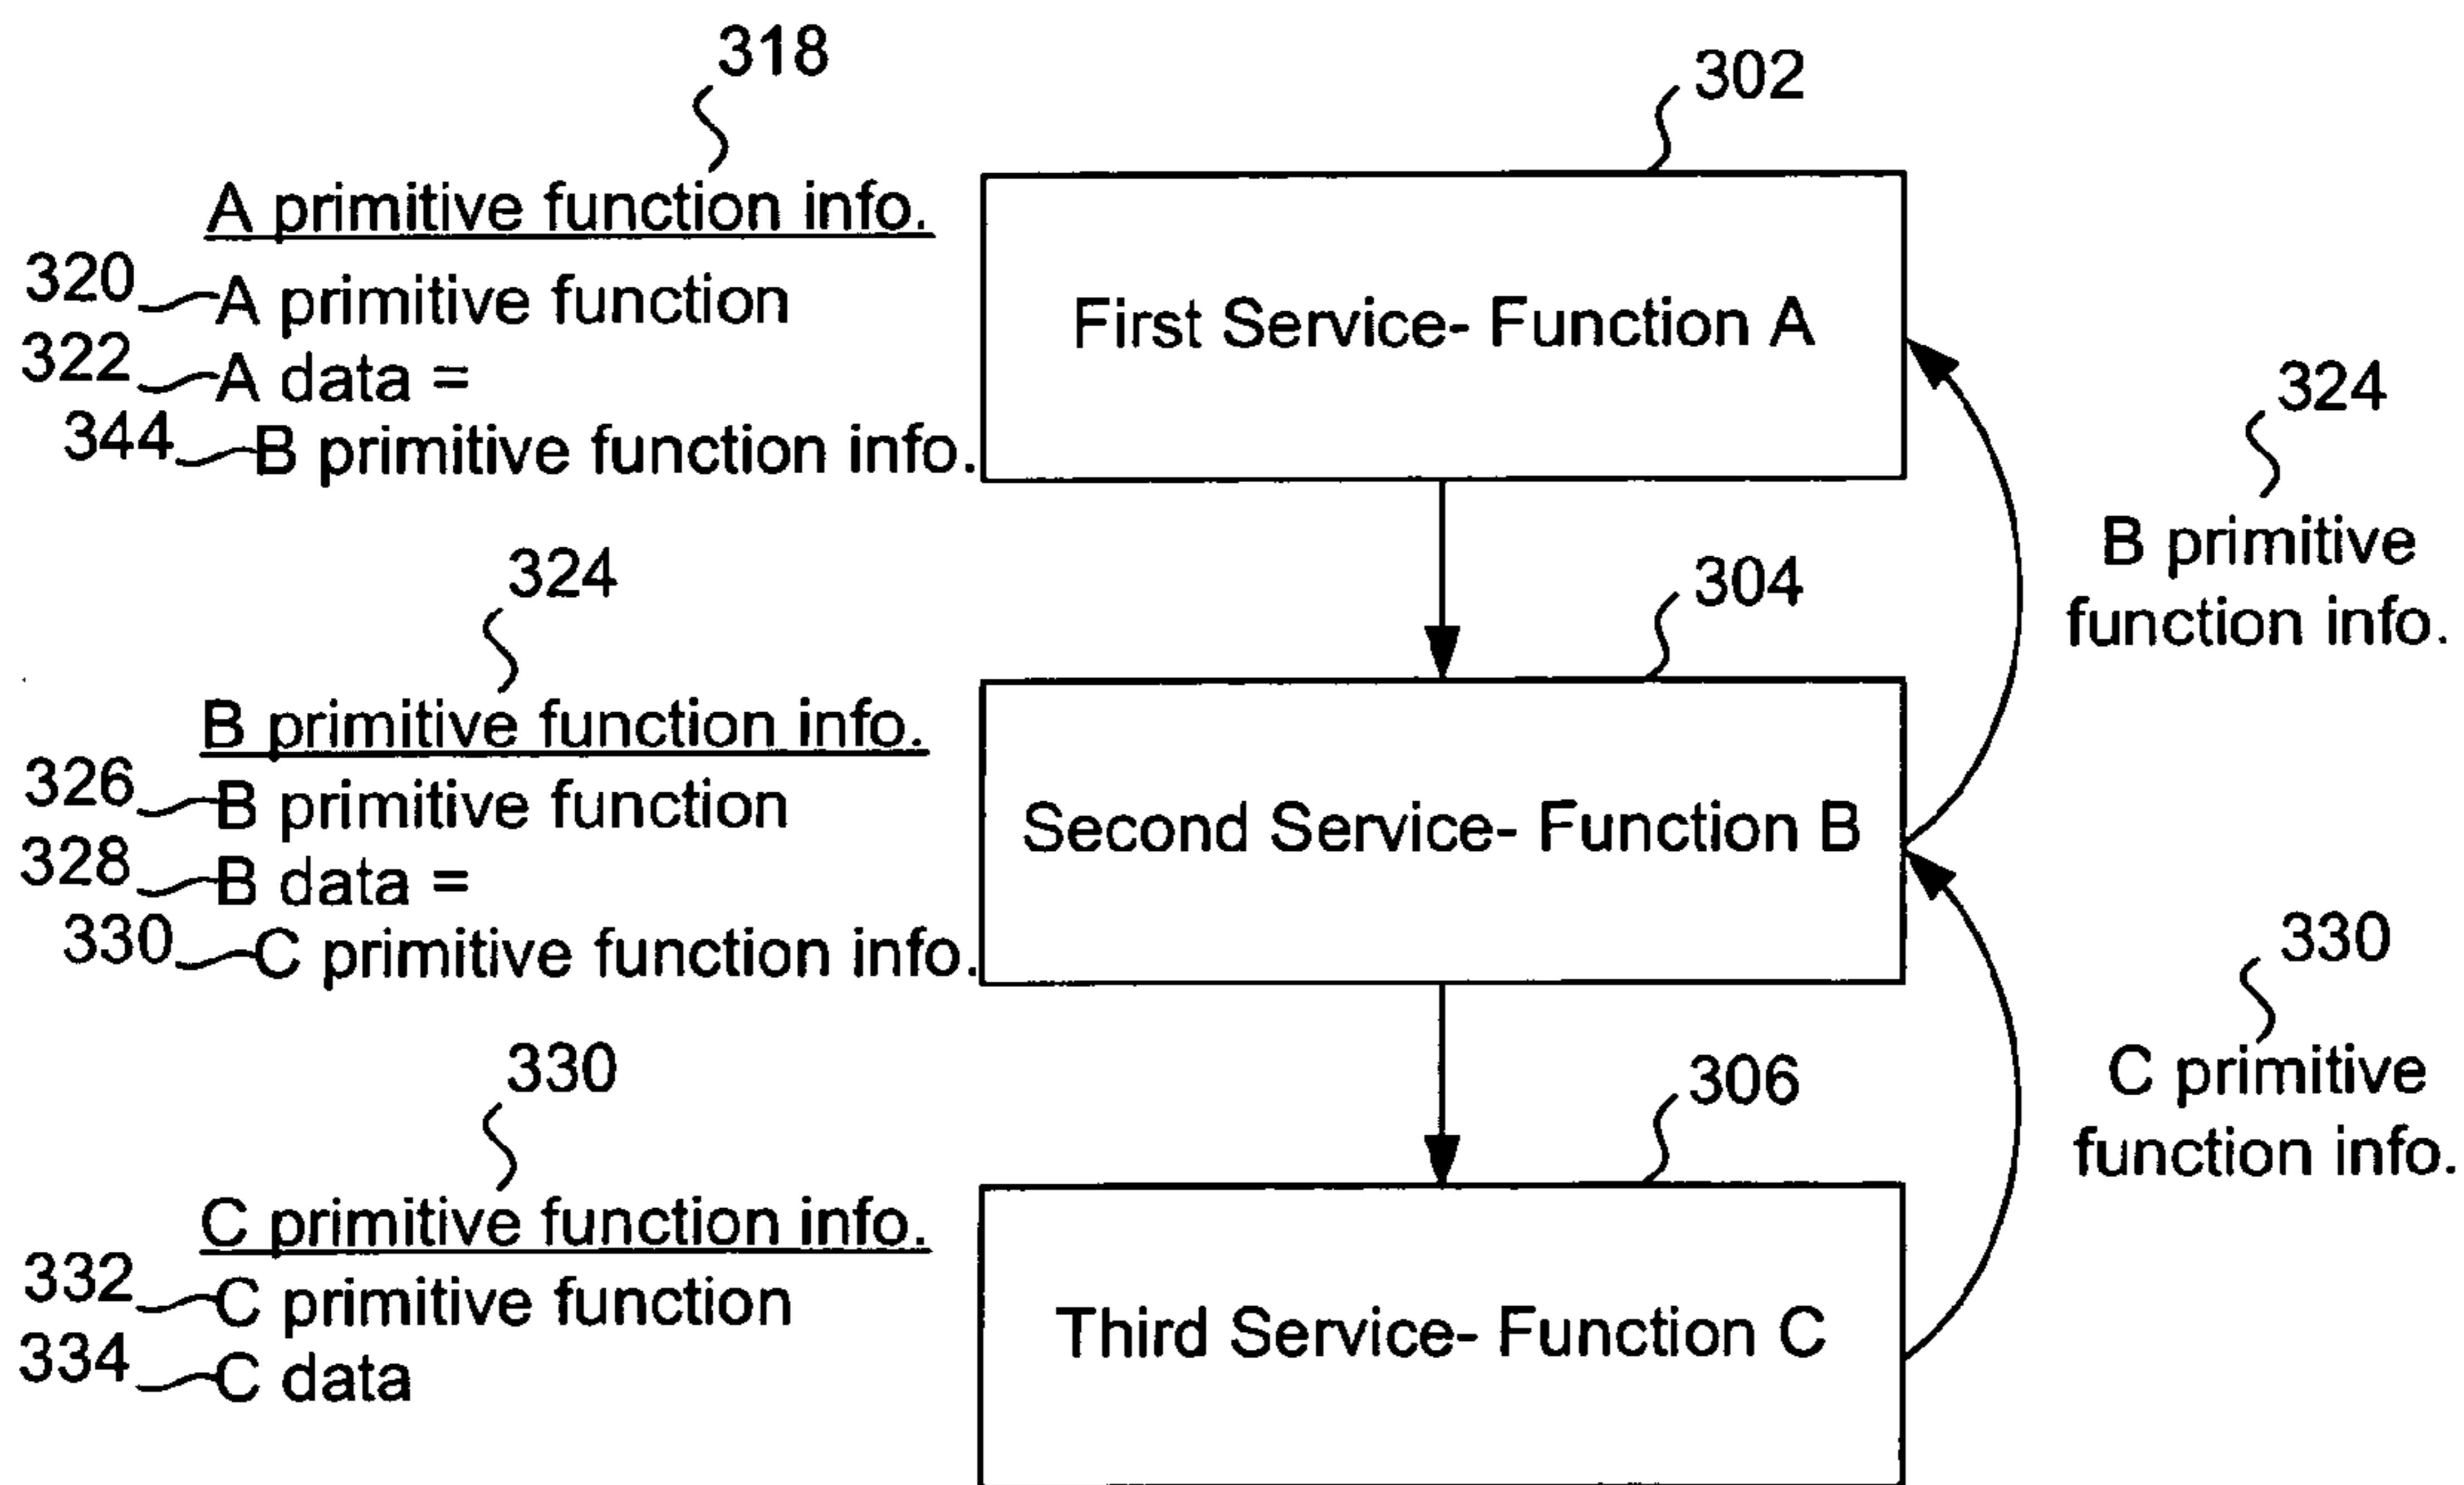 318
302
A primitive function info.
320 A primitive function
322 A data =
344 B primitive function info.
First Service- Function A
324
B primitive
function info.
324
304
B primitive function info.
326 B primitive function
328 B data =
330 C primitive function info.
Second Service- Function B
330
C primitive
function info.
330
306
C primitive function info.
332 C primitive function
334 C data
Third Service- Function C